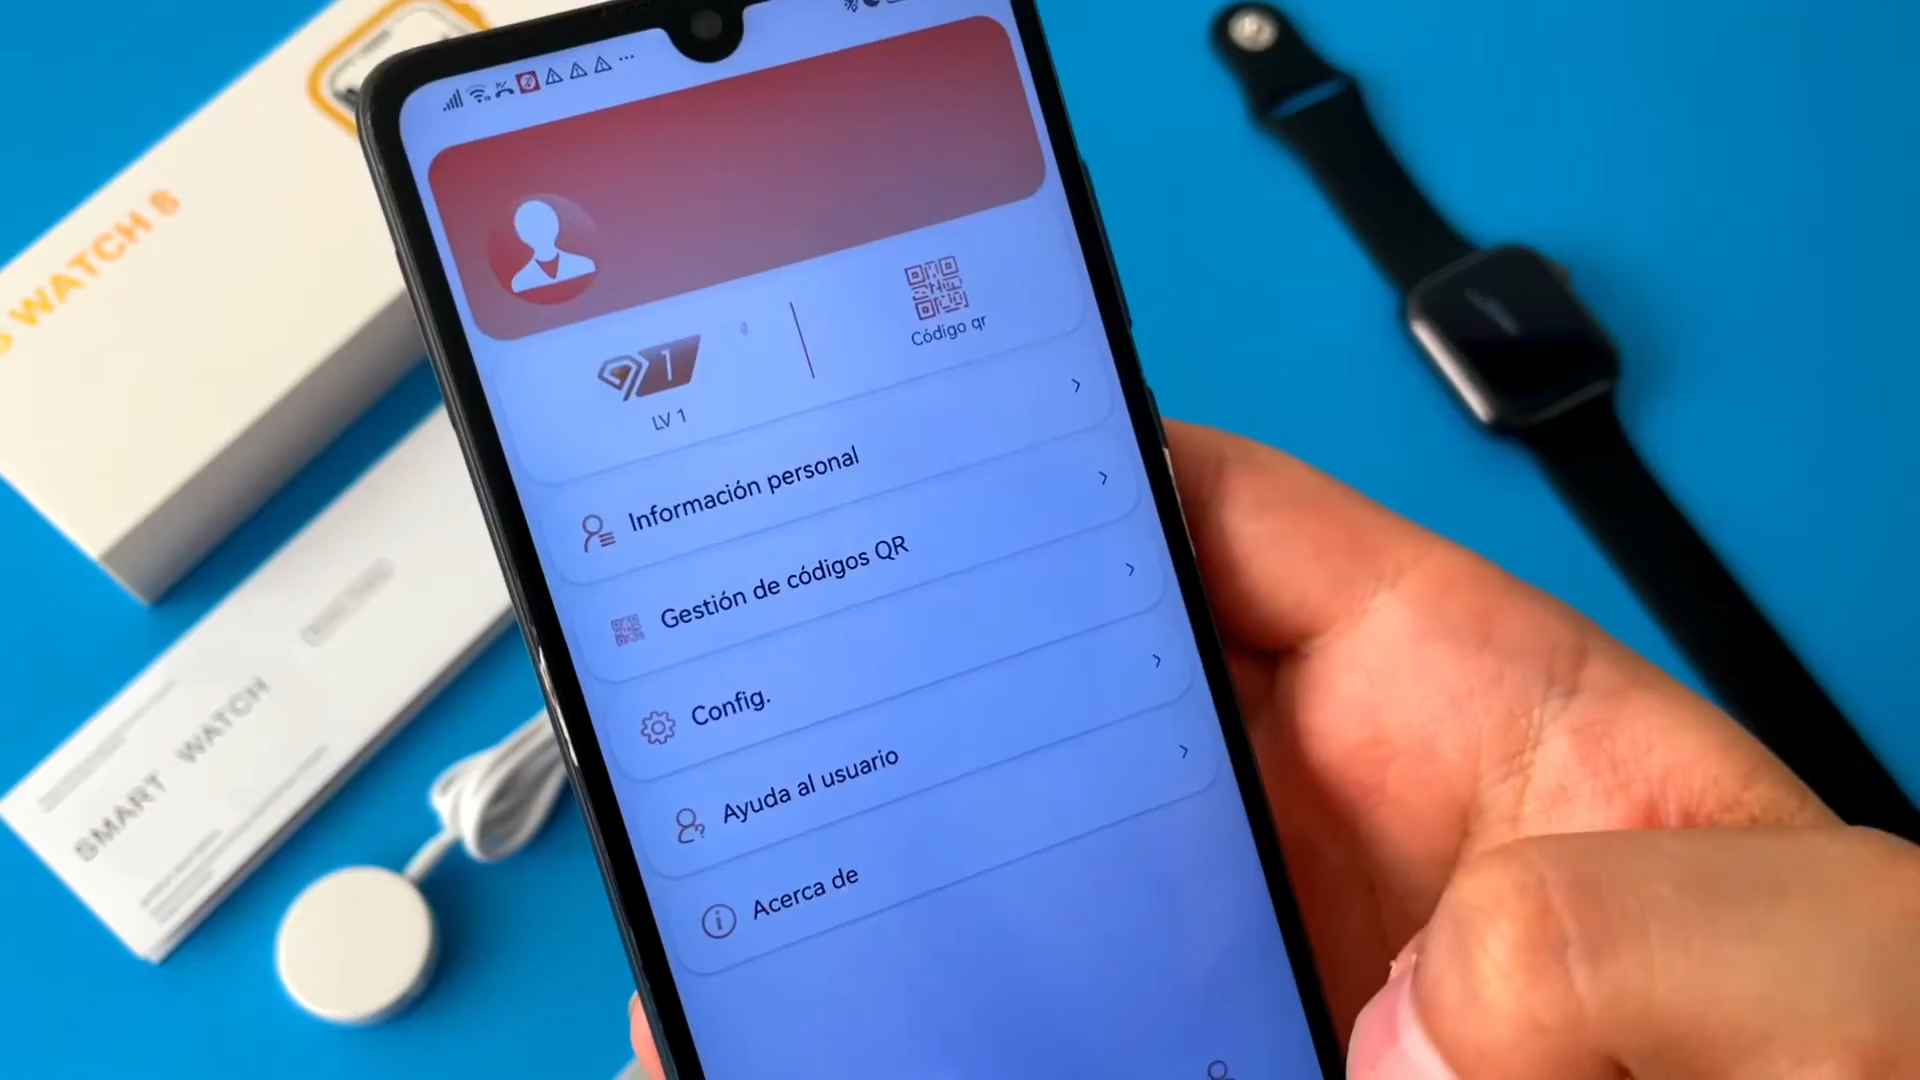 WATCH 8
SMART WATCH
1
LV 1
Código qr
Información personal
Gestión de códigos QR
Config.
Ayuda al usuario
Acerca de